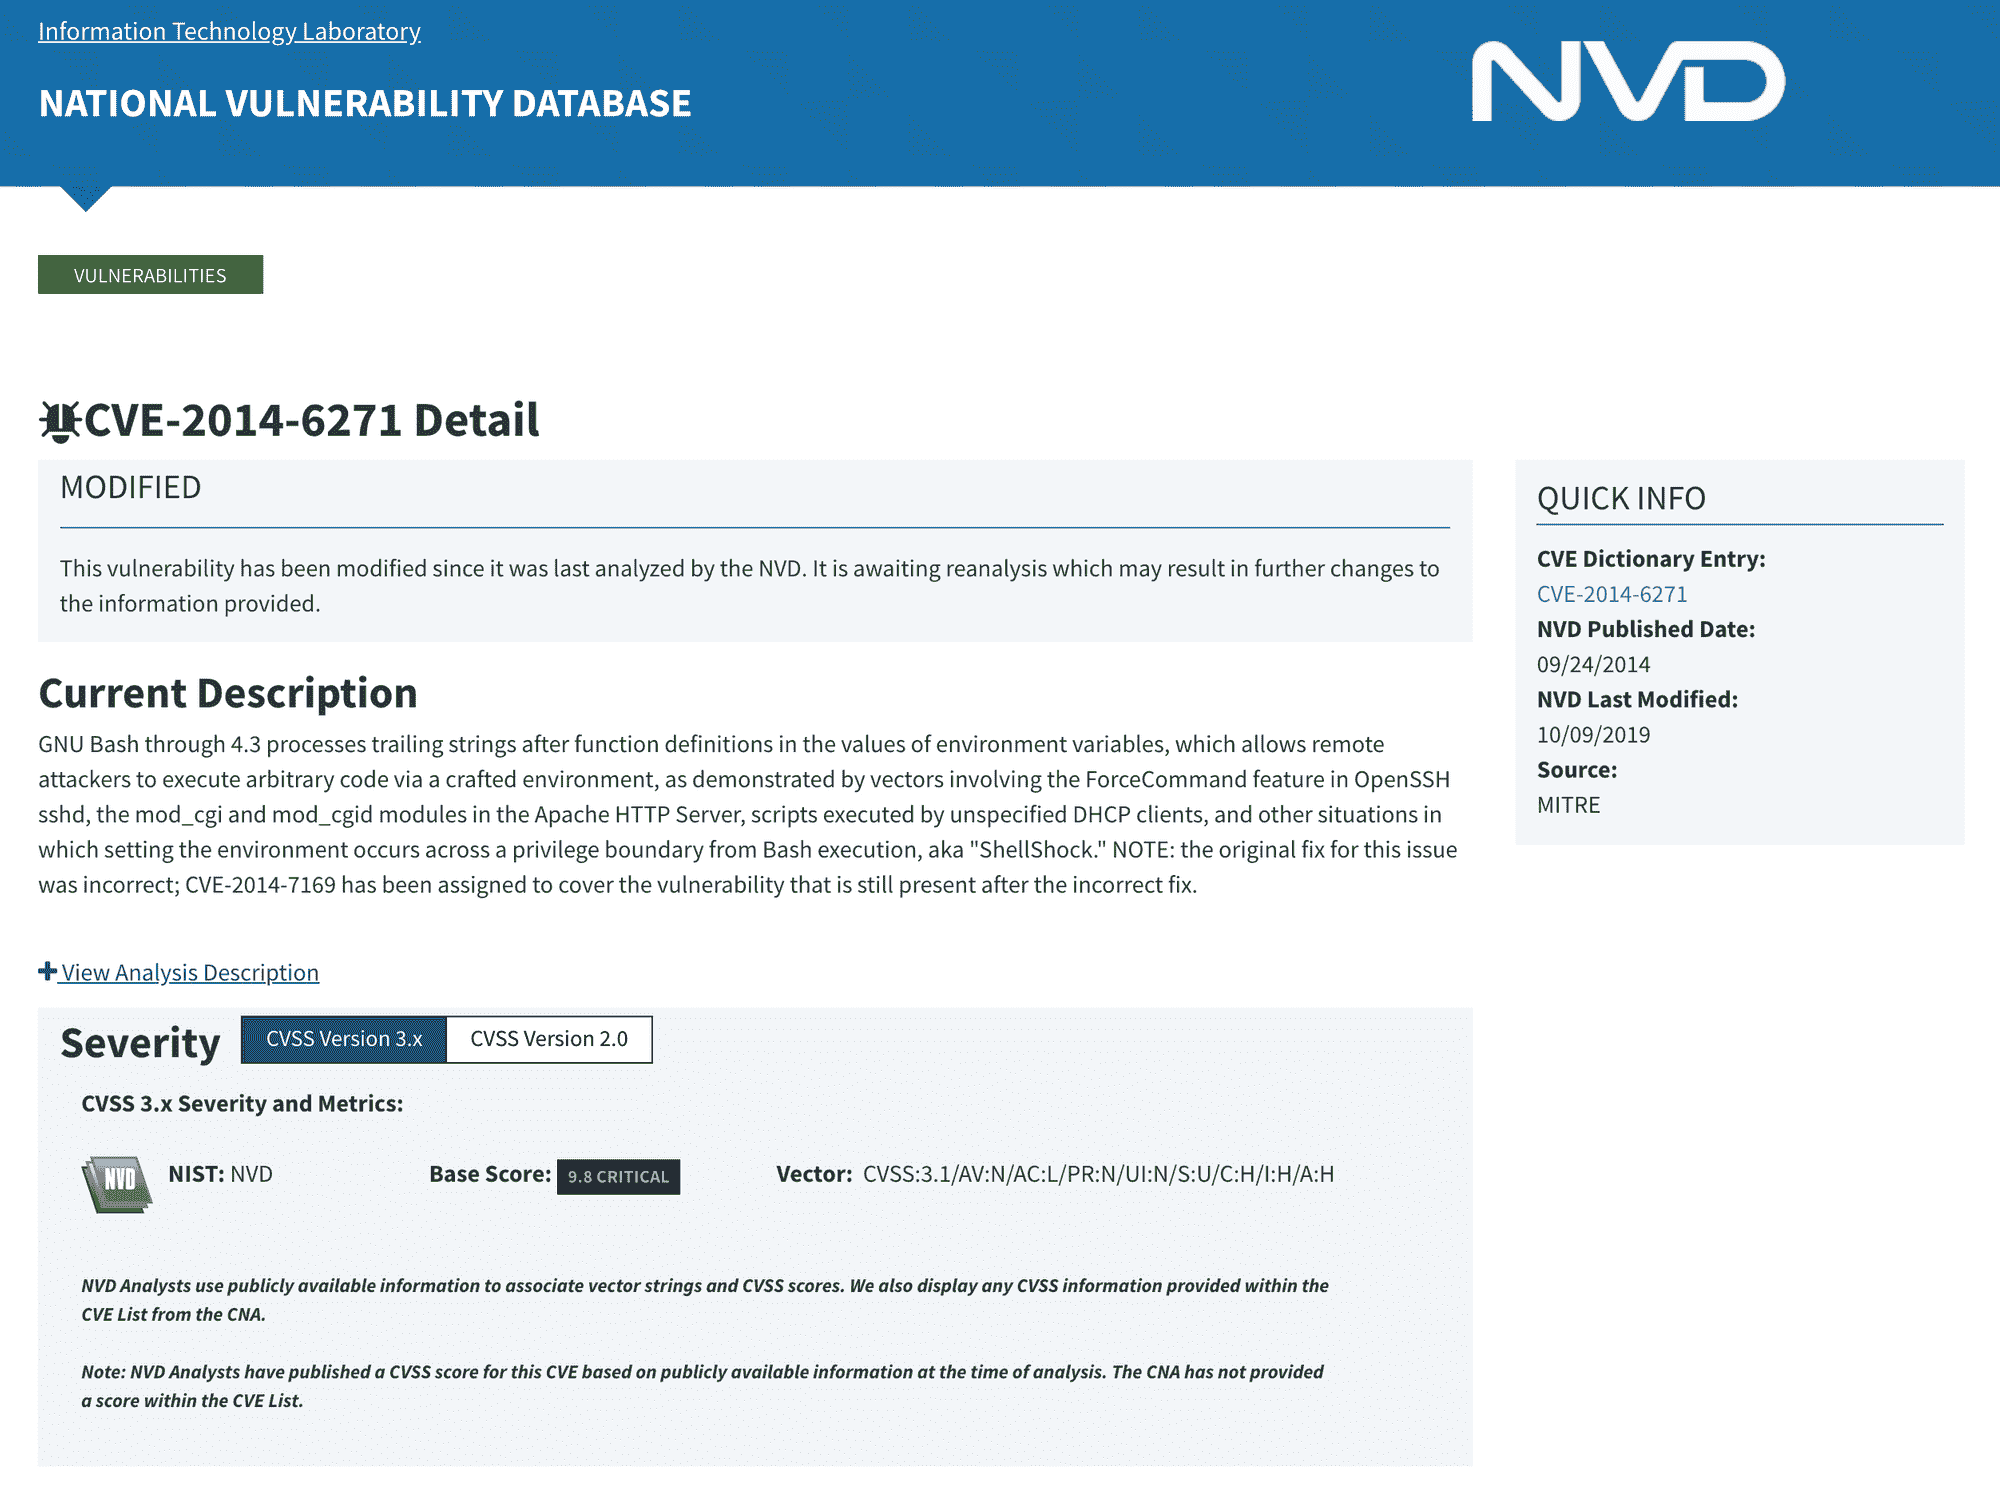 Information Technology Laboratory
NATIONAL VULNERABILITY DATABASE
NVD
VULNERABILITIES
CVE-2014-6271 Detail
MODIFIED
This vulnerability has been modified since it was last analyzed by the NVD. It is awaiting reanalysis which may result in further changes to
the information provided.
Current Description
GNU Bash through 4.3 processes trailing strings after function definitions in the values of environment variables, which allows remote
attackers to execute arbitrary code via a crafted environment, as demonstrated by vectors involving the ForceCommand feature in OpenSSH
sshd, the mod_cgi and mod_cgid modules in the Apache HTTP Server, scripts executed by unspecified DHCP clients, and other situations in
which setting the environment occurs across a privilege boundary from Bash execution, aka "ShellShock." NOTE: the original fix for this issue
was incorrect; CVE-2014-7169 has been assigned to cover the vulnerability that is still present after the incorrect fix.
View Analysis Description
Severity
CVSS Version 3.x
CVSS Version 2.0
CVSS 3.x Severity and Metrics:
NVD
NIST: NVD
Base Score: 9.8 CRITICAL
Vector: CVSS:3.1/AV:N/AC:L/PR:N/UI:N/S:U/C:H/I:H/A:H
NVD Analysts use publicly available information to associate vector strings and CVSS scores. We also display any CVSS information provided within the
CVE List from the CNA.
Note: NVD Analysts have published a CVSS score for this CVE based on publicly available information at the time of analysis. The CNA has not provided
a score within the CVE List.
QUICK INFO
CVE Dictionary Entry:
CVE-2014-6271
NVD Published Date:
09/24/2014
NVD Last Modified:
10/09/2019
Source:
MITRE